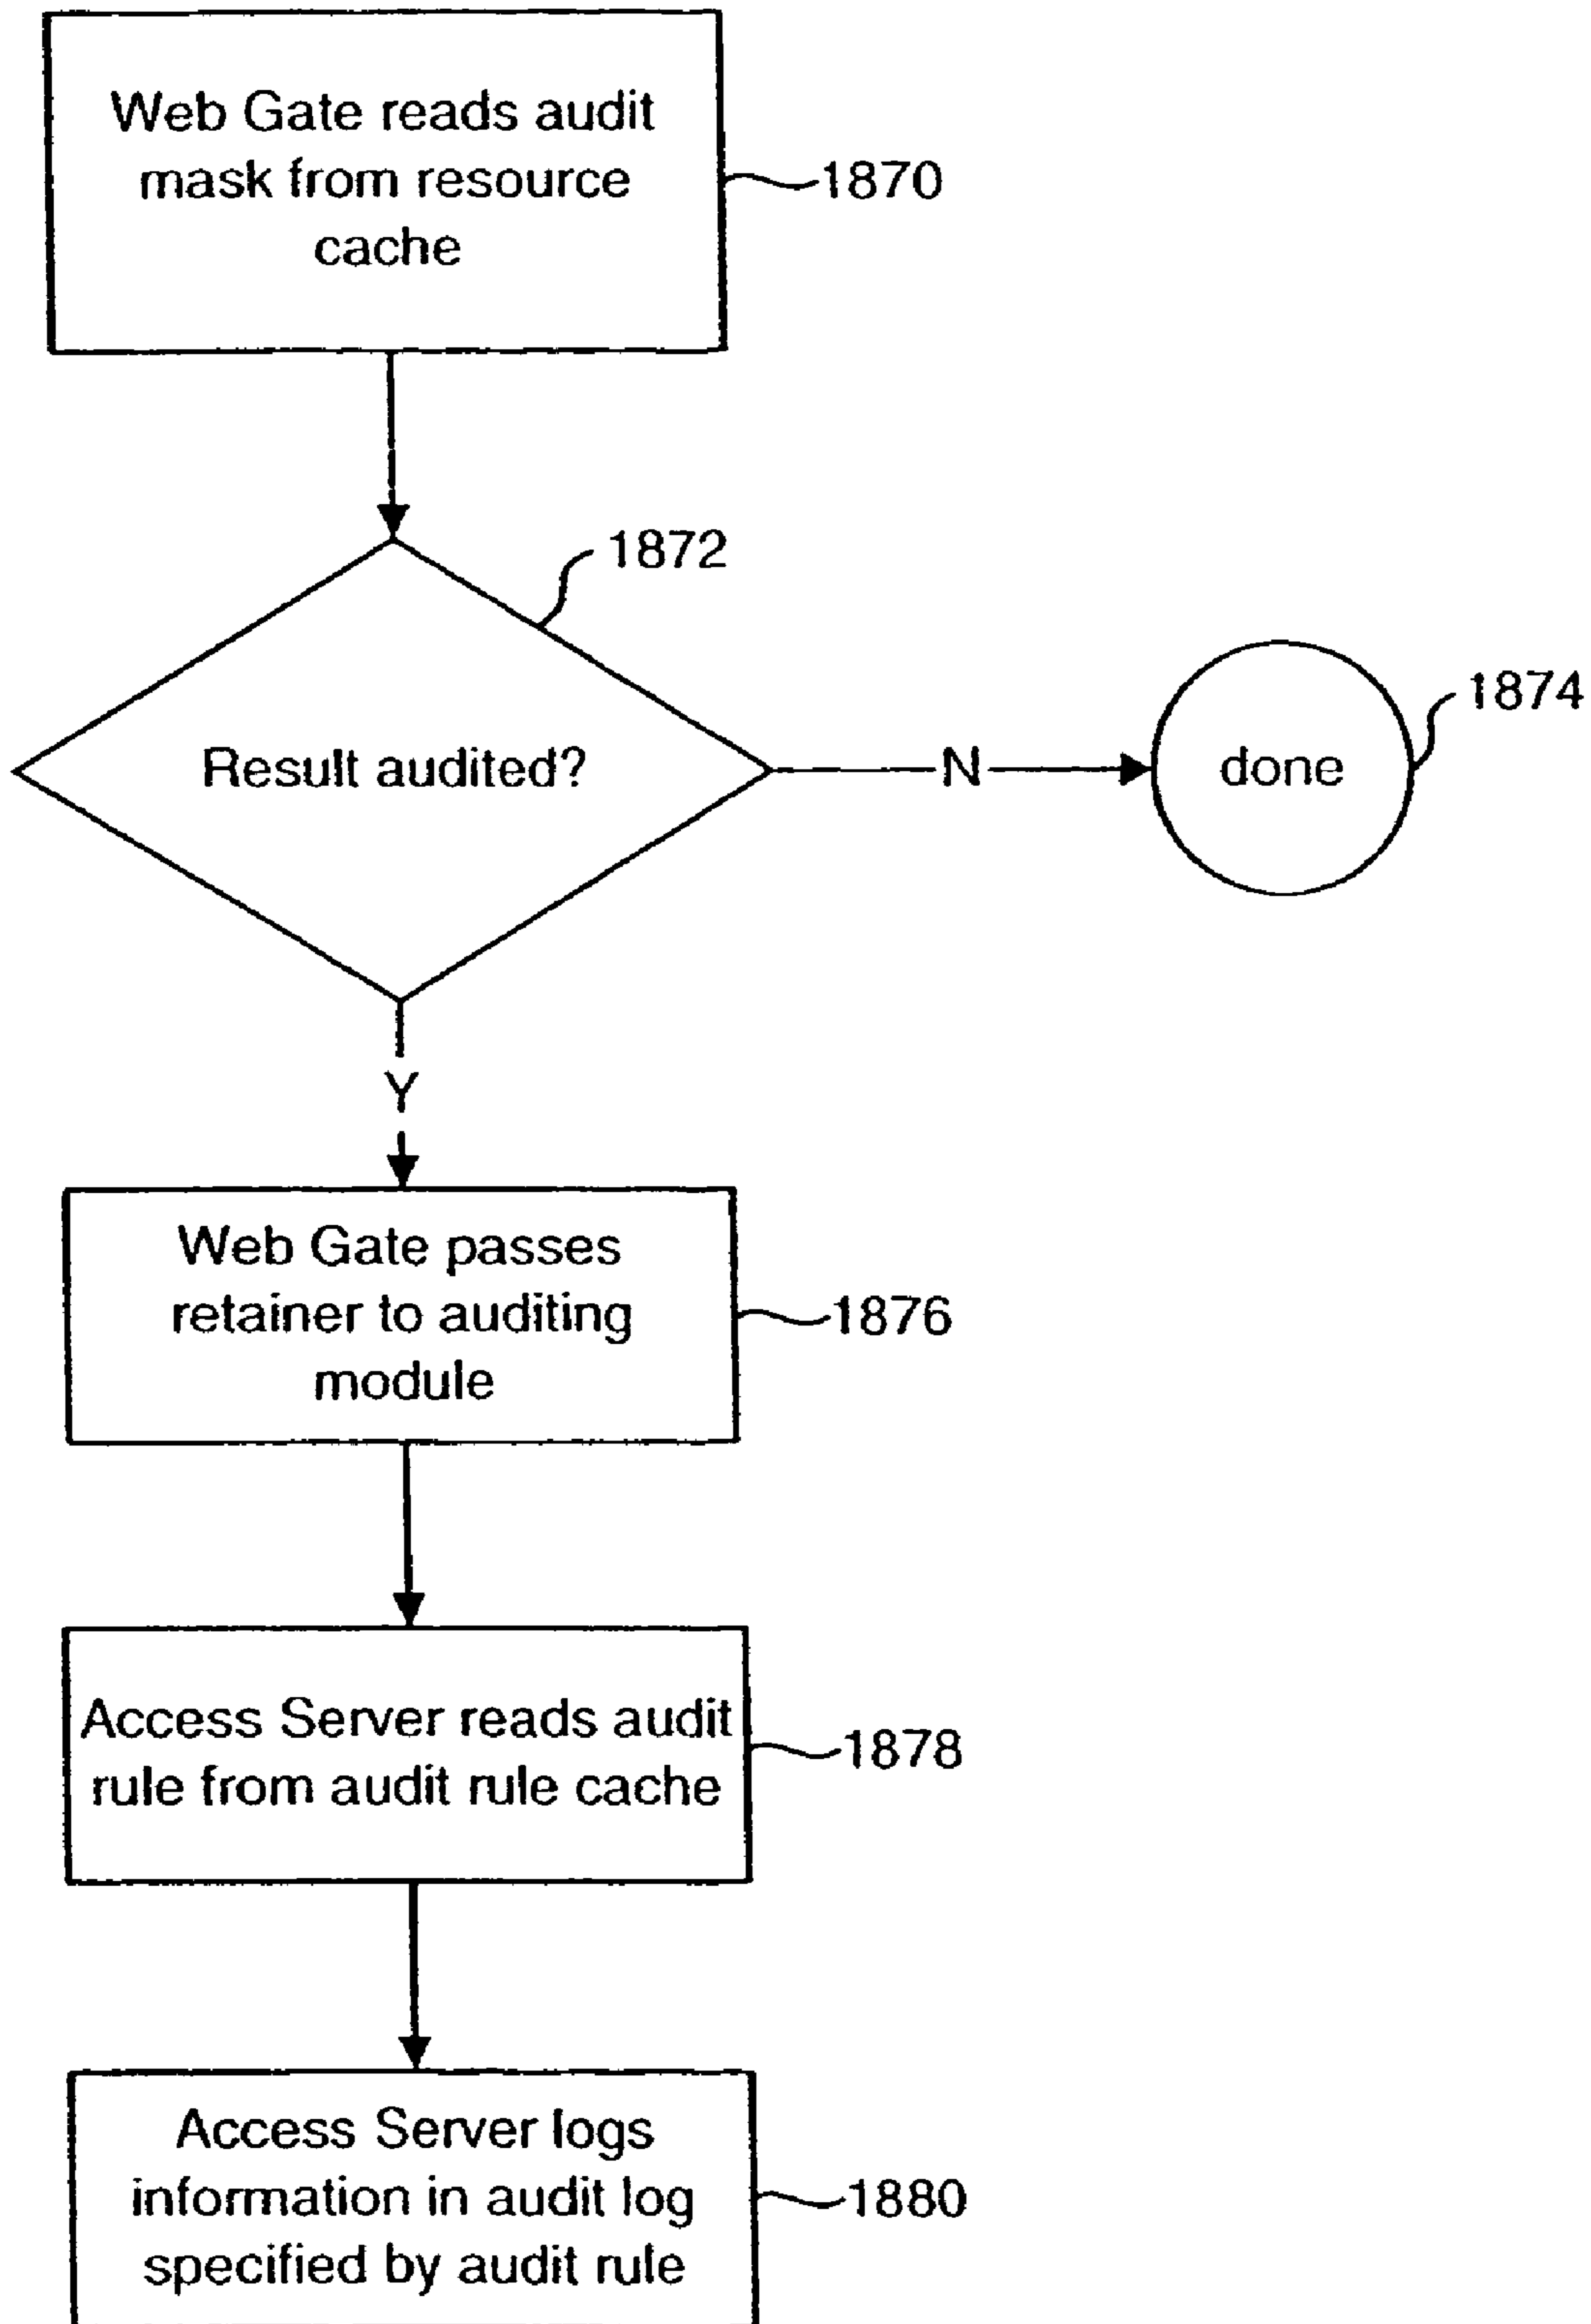 Web Gate reads audit
mask from resource
cache
1870
1872
Result audited?
N
done
1874
Y
Web Gate passes
retainer to auditing
module
1876
Access Server reads audit
rule from audit rule cache
1878
Access Server logs
information in audit log
specified by audit rule
1880